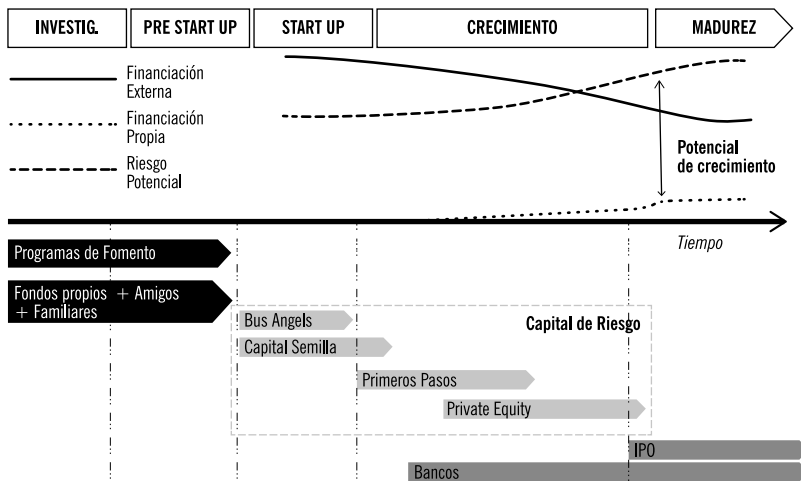 INVESTIG.
PRE START UP
START UP
CRECIMIENTO
MADUREZ
Financiación
Externa
Financiación
Propia
Riesgo
Potencial
Potencial
de crecimiento
Tiempo
Programas de Fomento
Fondos propios + Amigos
+ Familiares
Capital de Riesgo
Bus Angels
Capital Semilla
Primeros Pasos
Private Equity
IPO
Bancos